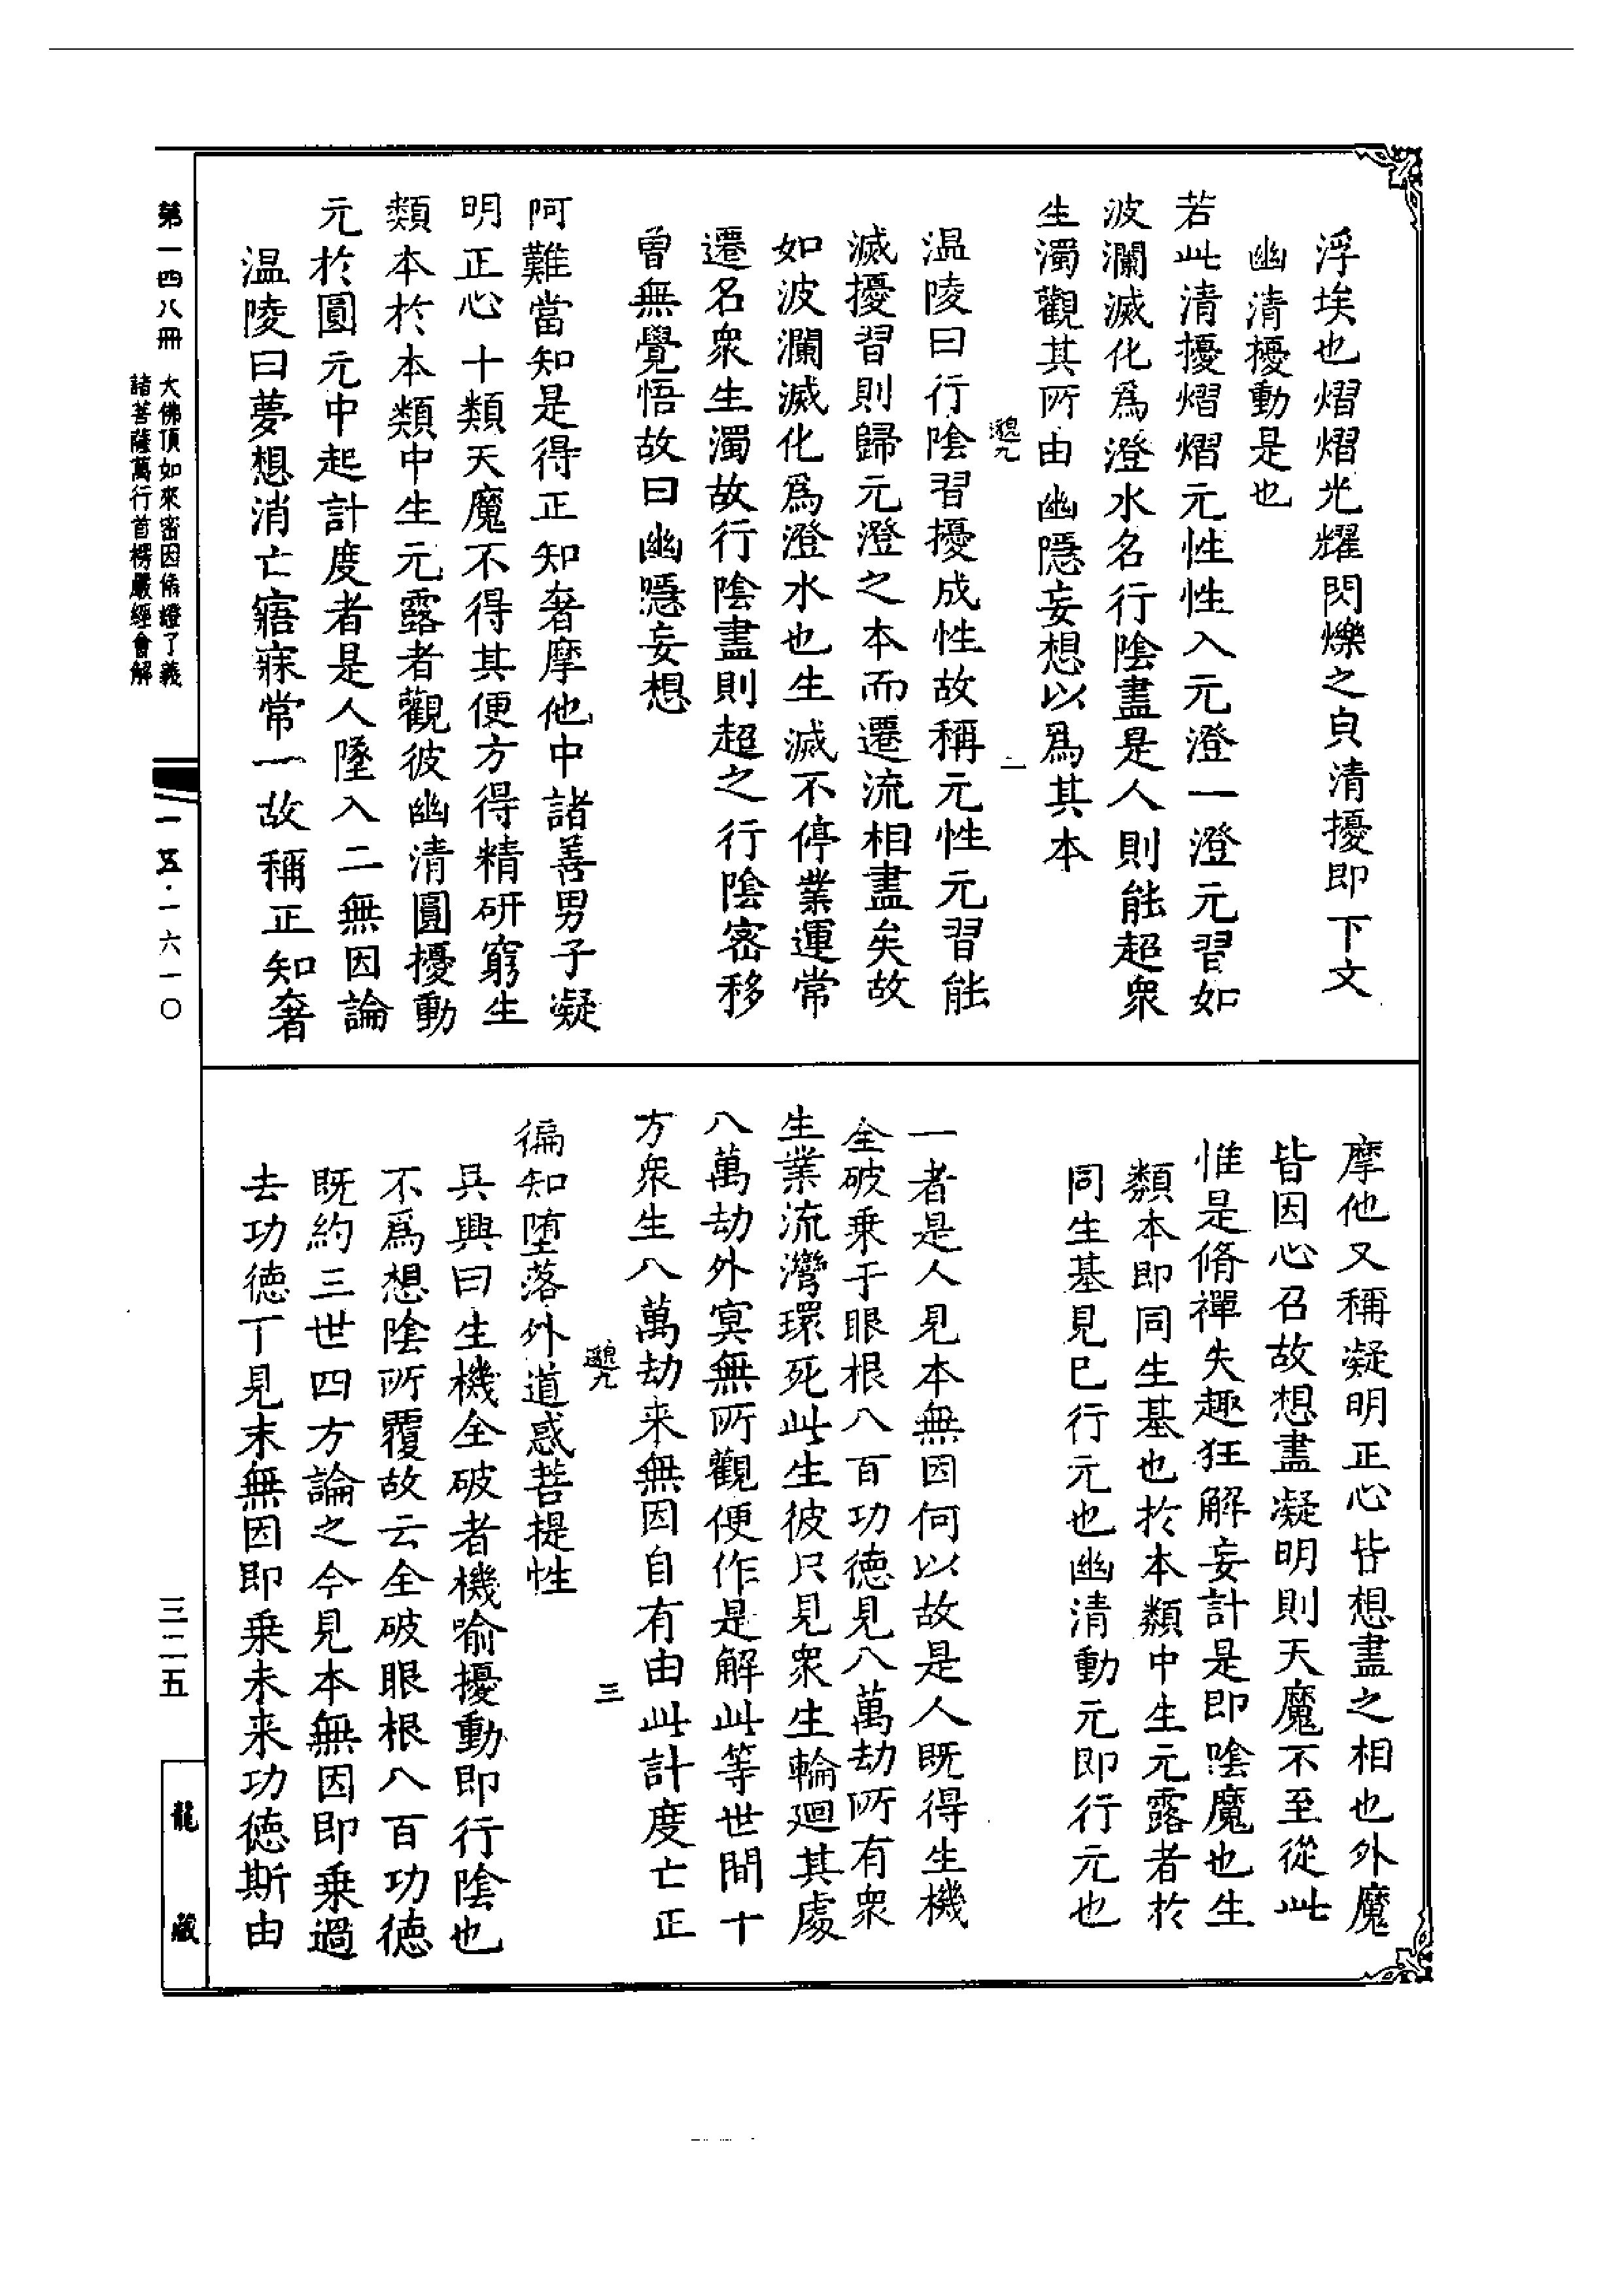 浮埃也熠熠光耀閃爍之貞清擾即下文
幽清擾動是也
若此清擾熠熠元性性入元澄一澄元習如
波瀾滅化爲澄水名行陰盡是人則能超衆
生濁觀其所由幽隱妄想以爲其本
二
温陵曰行陰習擾成性故稱元性元習能
滅擾習則歸元澄之本而遷流相盡矣故
如波瀾滅化爲澄水也生滅不停業運常
遷名衆生濁故行陰盡則超之行陰密移
曾無覺悟故曰幽隱妄想
阿難當知是得正知奢摩他中諸善男子凝
明正心十類天魔不得其便方得精研窮生
類本於本類中生元露者觀彼幽清圓擾動
元於圓元中起計度者是人墜入二無因論
温陵曰夢想消亡寤寐常一故稱正知奢
摩他又稱凝明正心皆想盡之相也外魔
皆因心召故想盡凝明則天魔不至從此
惟是脩禪失趣狂解妄計是即陰魔也生
類本即同生基也於本類中生元露者於
同生基見巳行元也幽清動元即行元也
一者是人見本無因何以故是人既得生機
全破乗于眼根八百功德見八萬劫所有衆
生業流灣環死此生彼只見衆生輪廻其處
八萬劫外冥無所觀便作是解此等世間十
方衆生八萬劫来無因自有由此計度亡正
三
徧知堕落外道惑菩提性
吳興曰生機全破者機喻擾動即行陰也
不爲想陰所覆故云全破眼根八百功德
既約三世四方論之今見本無因即乗過
去功德丅見末無因即乗未来功德斯由
第一四八冊
大佛頂如來密因修證了義
諸菩薩萬行首楞嚴經會解
一五·一六一〇
三二五
龍藏